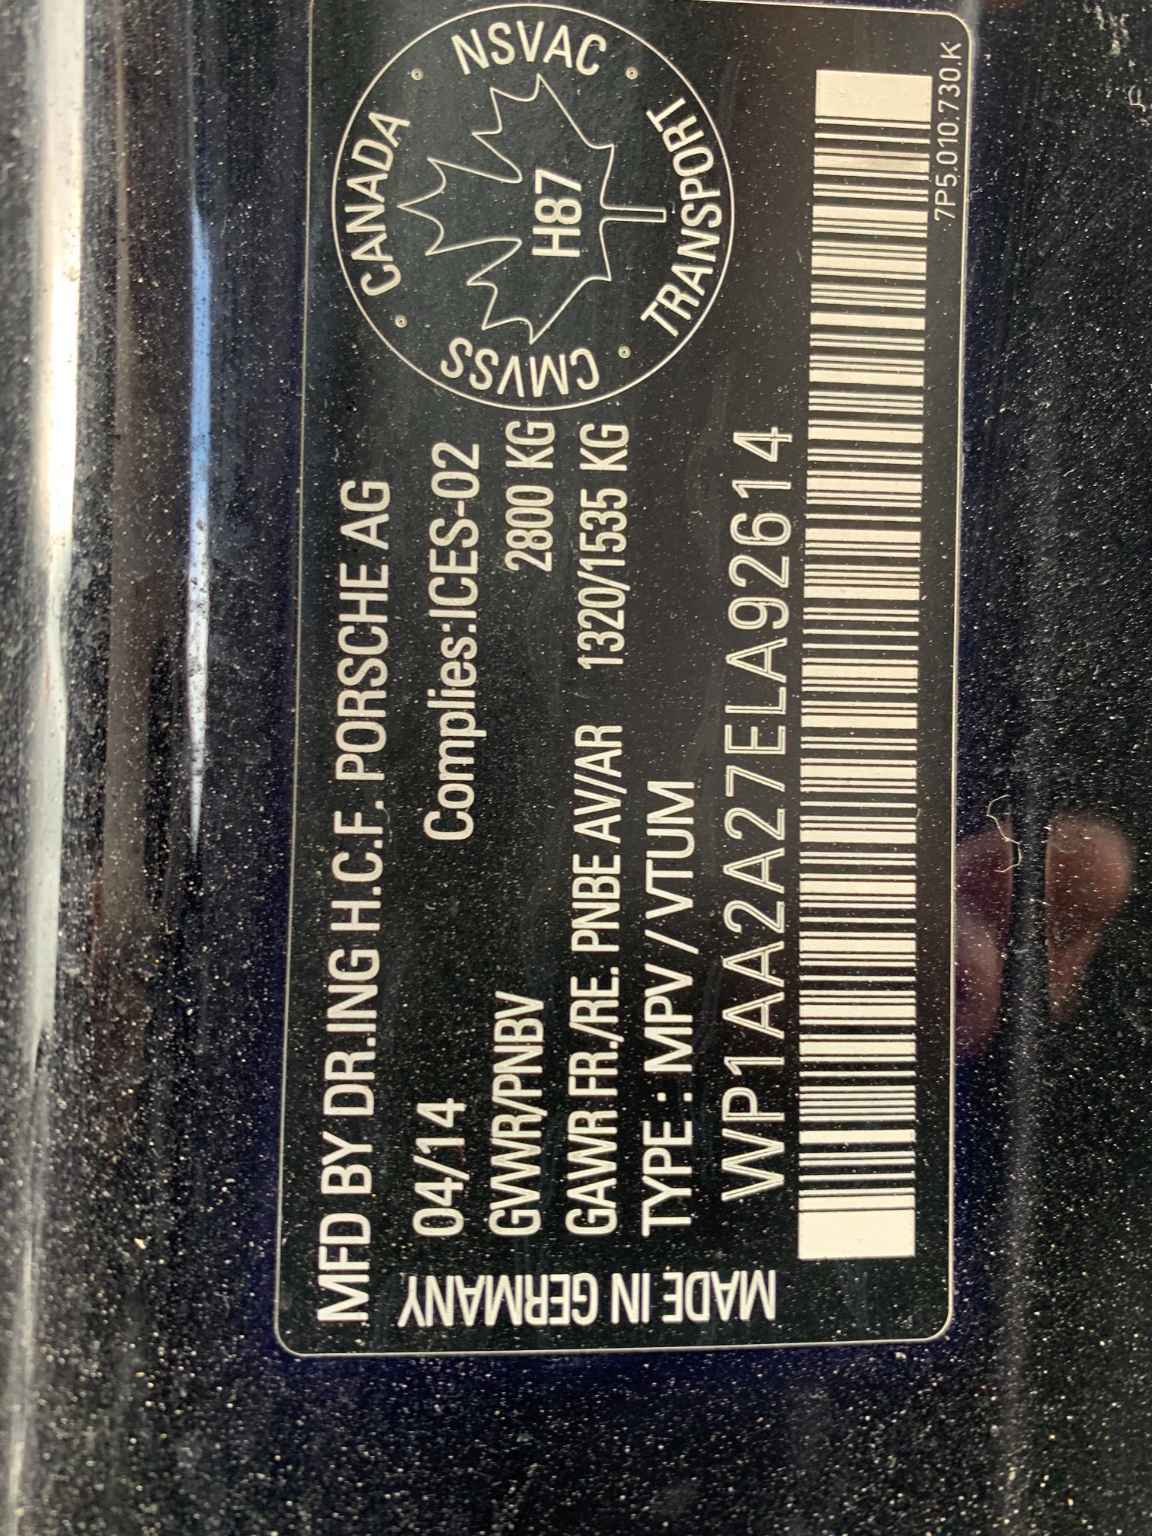 MFD BY DR.ING H.C.F. PORSCHE AG
04/14 Complies:ICES-02
GVWR/PNBV 2800 KG
GAWR FR./RE. PNBE AV/AR 1320/1535 KG
TYPE : MPV / VTUM
WP1AA2A27ELA92614
MADE IN GERMANY
CANADA
NSVAC
TRANSPORT
CMVSS
H87
7P5.010.730.K